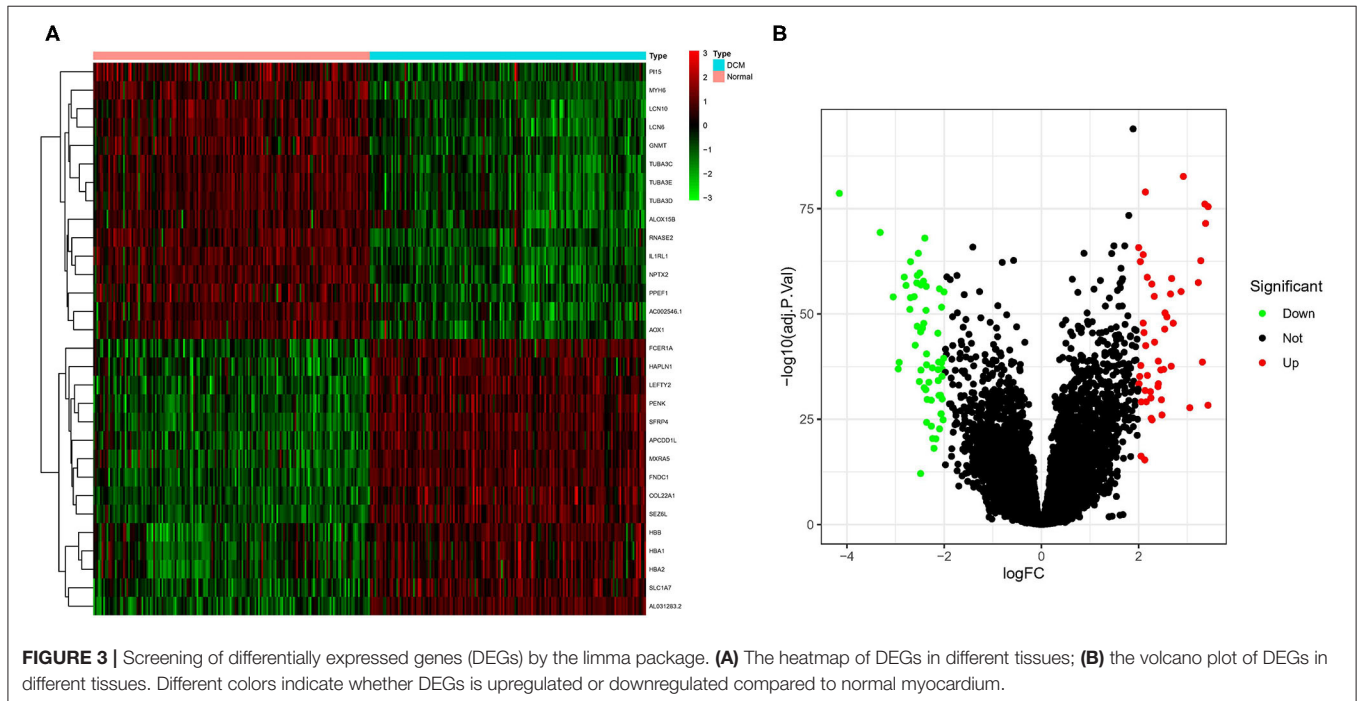 A
Type
PI15
MYH6
LCN10
LCN6
GNMT
TUBA3C
TUBA3E
TUBA3D
ALOX15B
RNASE2
IL1RL1
NPTX2
PPEF1
AC002546.1
AOX1
FCER1A
HAPLN1
LEFTY2
PENK
SFRP4
APCDD1L
MXRA5
FNDC1
COL22A1
SEZ6L
HBB
HBA1
HBA2
SLC1A7
AL031283.2
3
2
1
0
−1
−2
−3
Type
DCM
Normal
B
−log10(adj.P.Val)
75
50
25
0
−4
−2
0
2
logFC
Significant
Down
Not
Up
FIGURE 3 | Screening of differentially expressed genes (DEGs) by the limma package. (A) The heatmap of DEGs in different tissues; (B) the volcano plot of DEGs in
different tissues. Different colors indicate whether DEGs is upregulated or downregulated compared to normal myocardium.